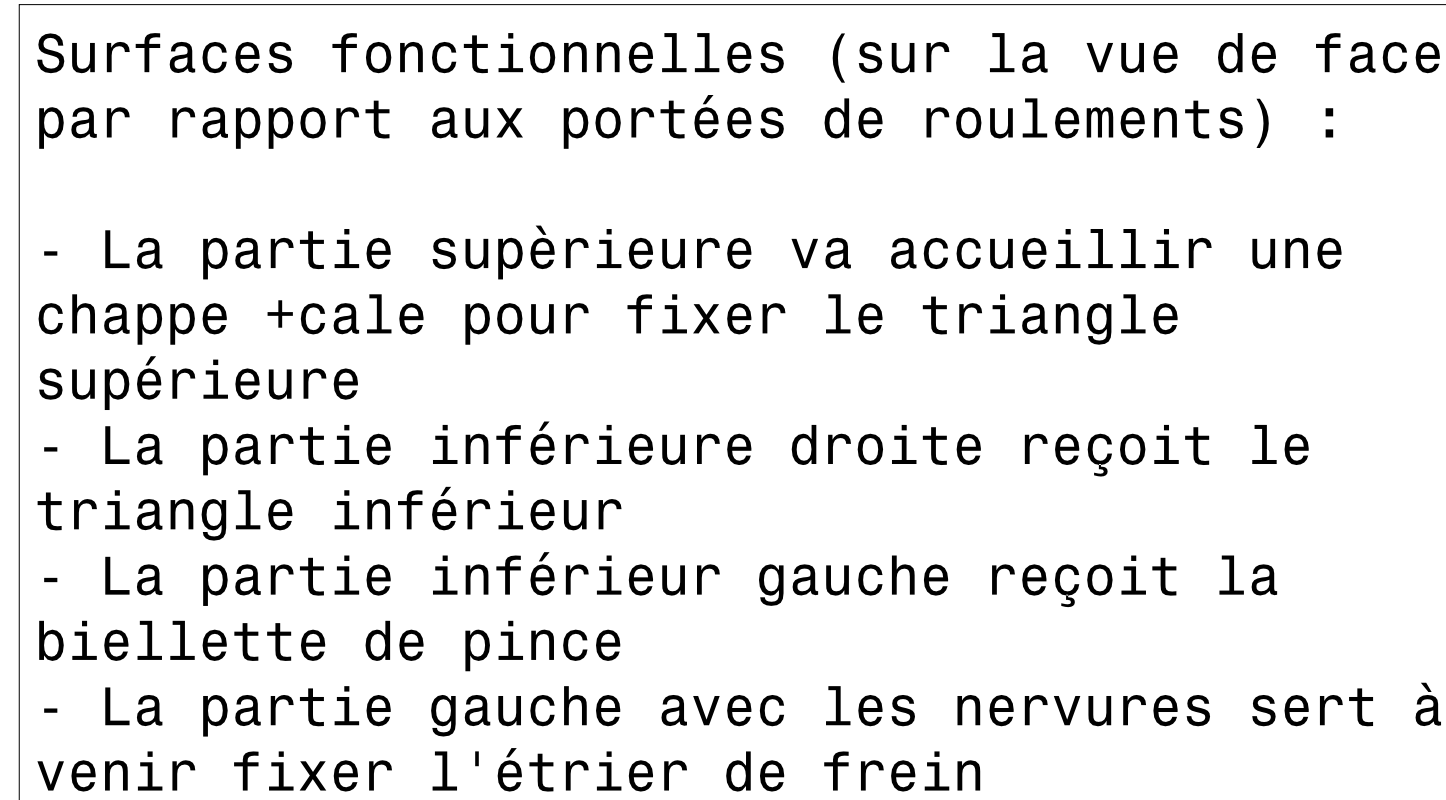 Surfaces fonctionnelles (sur la vue de face
par rapport aux portées de roulements) :
- La partie supèrieure va accueillir une
chappe +cale pour fixer le triangle
supérieure
- La partie inférieure droite reçoit le
triangle inférieur
- La partie inférieur gauche reçoit la
biellette de pince
- La partie gauche avec les nervures sert à
venir fixer l'étrier de frein